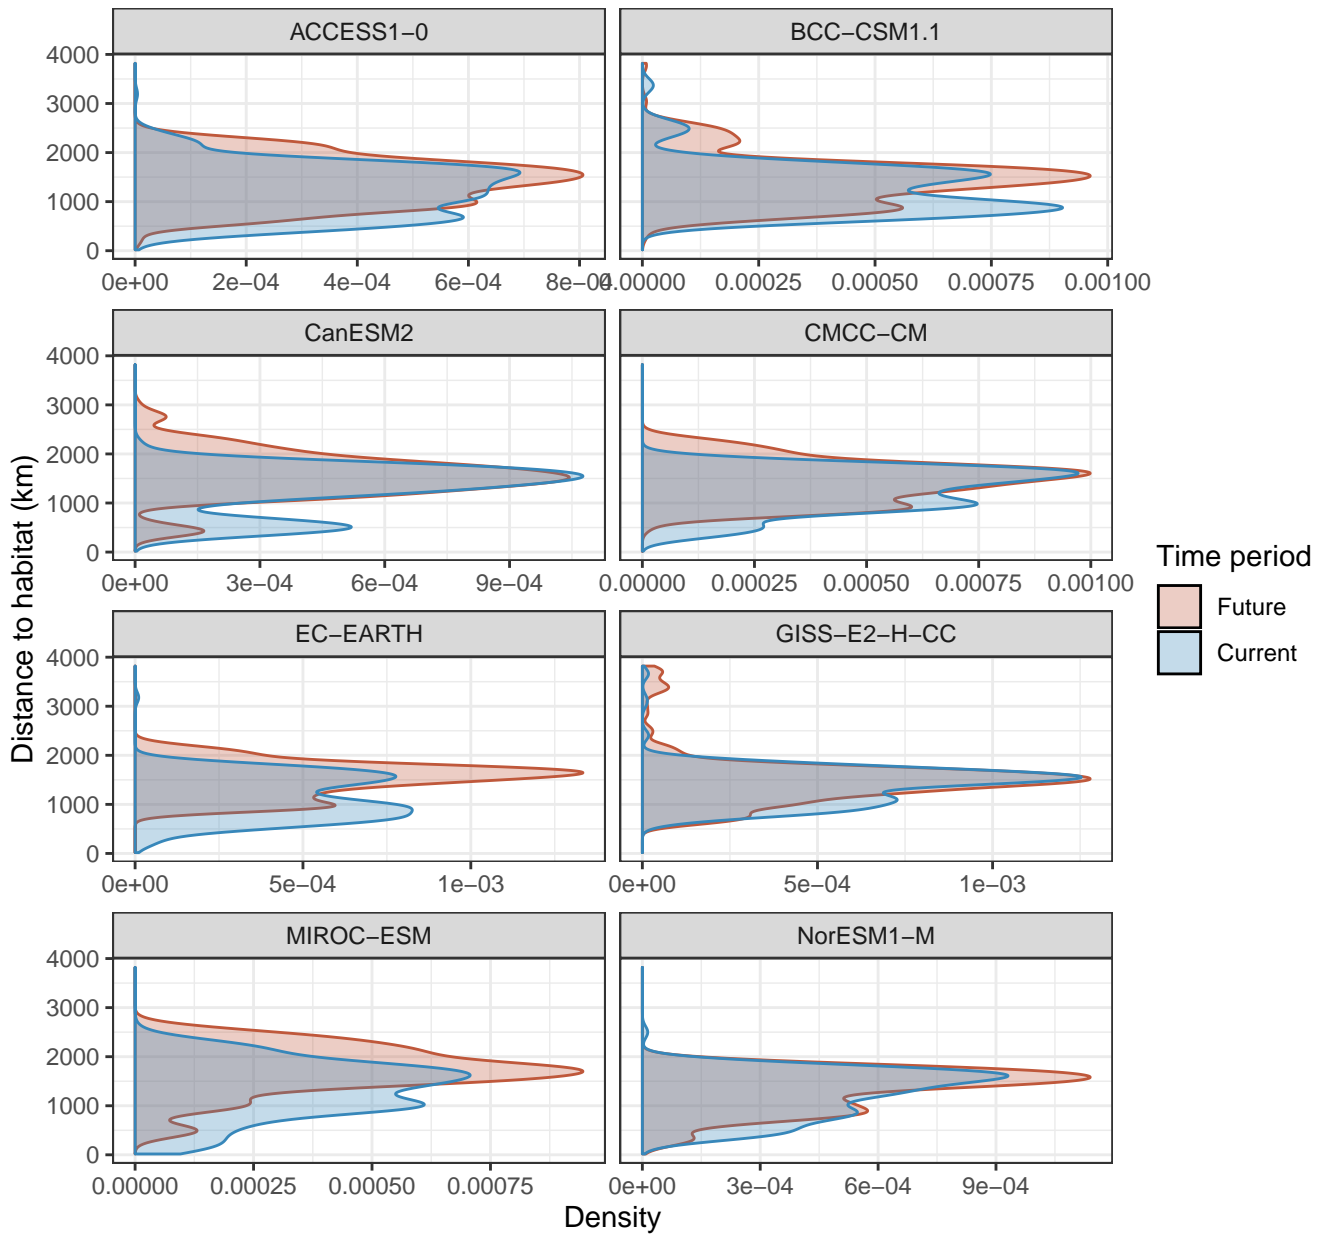 ACCESS1−0
BCC−CSM1.1
4000
3000
2000
1000
0
0e+00 2e−04 4e−04 6e−04 8e−04
0.00000 0.00025 0.00050 0.00075 0.00100
CanESM2
CMCC−CM
4000
3000
2000
1000
0
0e+00 3e−04 6e−04 9e−04
0.00000 0.00025 0.00050 0.00075 0.00100
EC−EARTH
GISS−E2−H−CC
4000
3000
2000
1000
0
0e+00 5e−04 1e−03
0e+00 5e−04 1e−03
MIROC−ESM
NorESM1−M
4000
3000
2000
1000
0
0.00000 0.00025 0.00050 0.00075
0e+00 3e−04 6e−04 9e−04
Distance to habitat (km)
Density
Time period
Future
Current